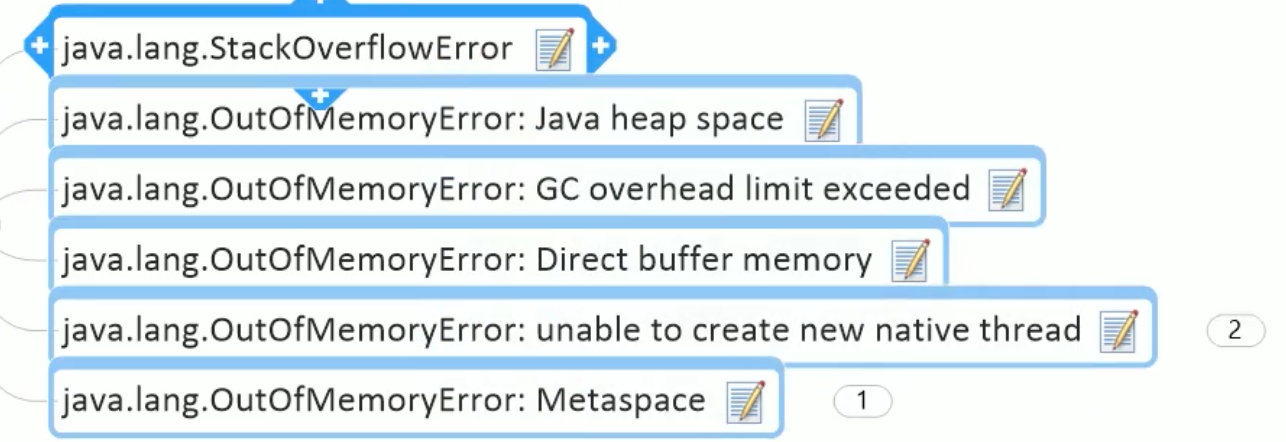 java.lang.StackOverflowError
java.lang.OutOfMemoryError: Java heap space
java.lang.OutOfMemoryError: GC overhead limit exceeded
java.lang.OutOfMemoryError: Direct buffer memory
java.lang.OutOfMemoryError: unable to create new native thread 2
java.lang.OutOfMemoryError: Metaspace 1